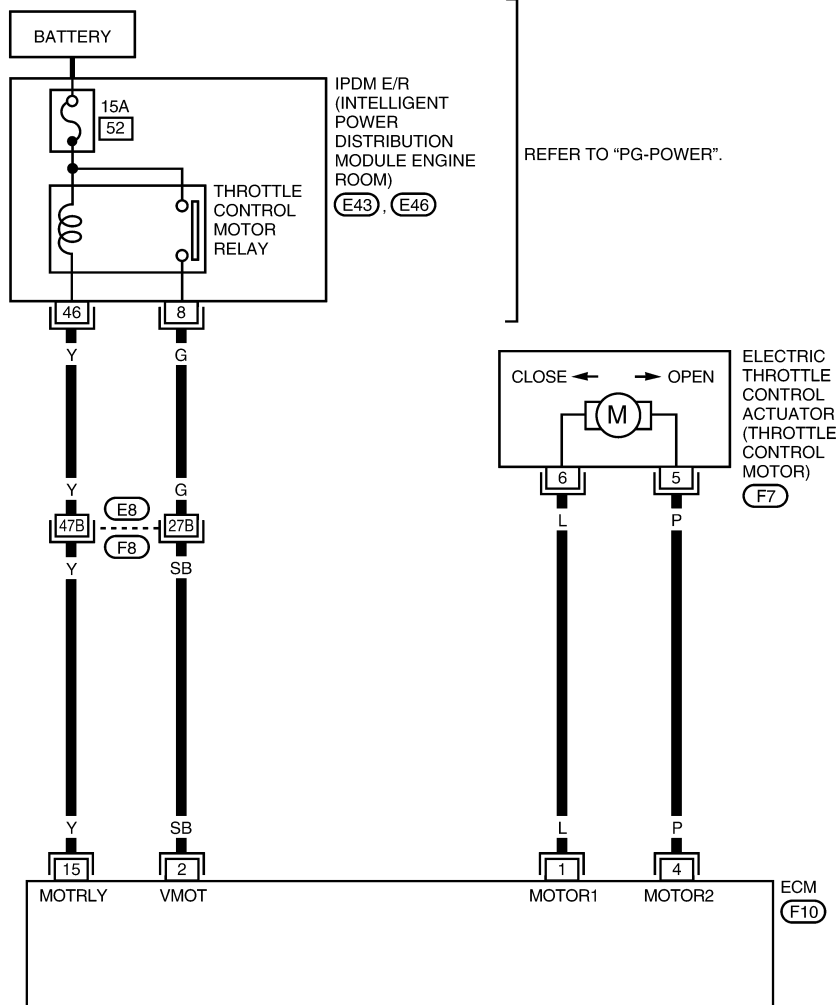 BATTERY
15A
52
IPDM E/R
(INTELLIGENT
POWER
DISTRIBUTION
MODULE ENGINE
ROOM)
E43 , E46
REFER TO “PG-POWER”.
THROTTLE
CONTROL
MOTOR
RELAY
46 8
Y G
CLOSE OPEN
M
6 5
ELECTRIC
THROTTLE
CONTROL
ACTUATOR
(THROTTLE
CONTROL
MOTOR)
F7
Y G
47B E8 27B
F8
Y SB
L P
Y SB L P
15 2 1 4
MOTRLY VMOT MOTOR1 MOTOR2
ECM
F10